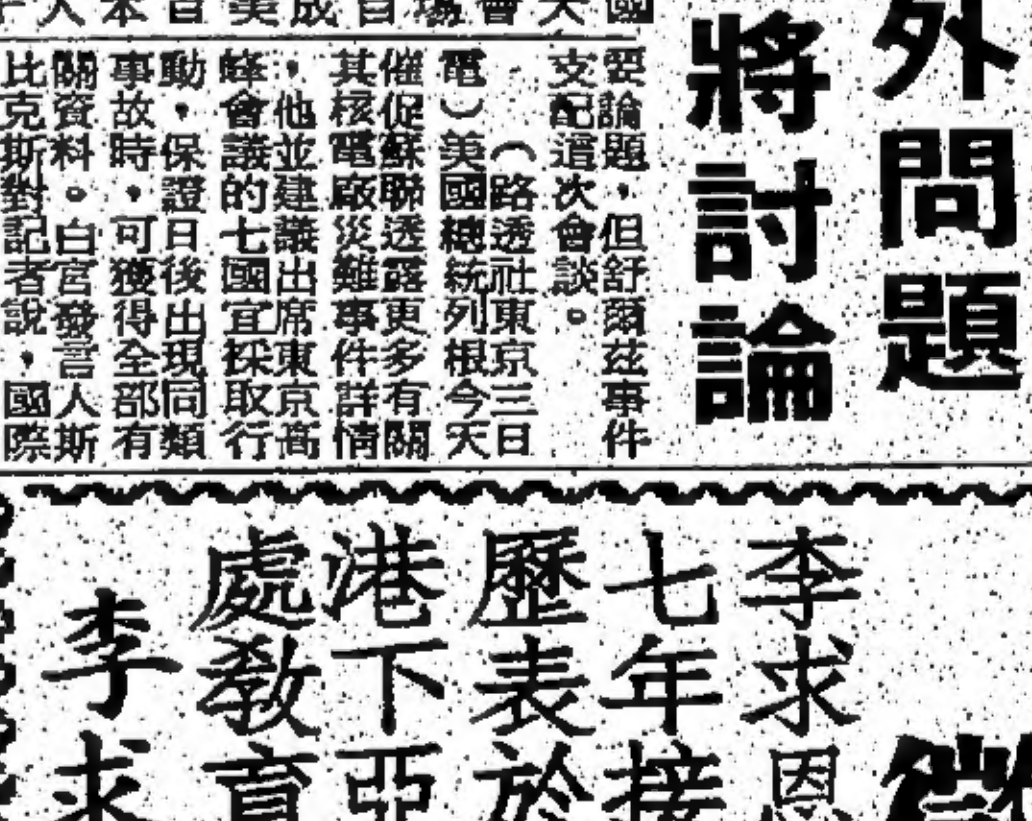 外問題
將討論
要論題，但舒爾茲事件
支配這次會談。
（路透社東京三日
電）美國總統列根今天
催促蘇聯透露更多有關
其核電廠災難事件詳情
，他並建議出席東京高
峰會議的七國宜採取行
動，保證日後出現同類
事故時，可獲得全部有
關資料。白宮發言人斯
比克斯對記者說，國際
李求恩
七年接
歷表於
港下亞
處教育
李求